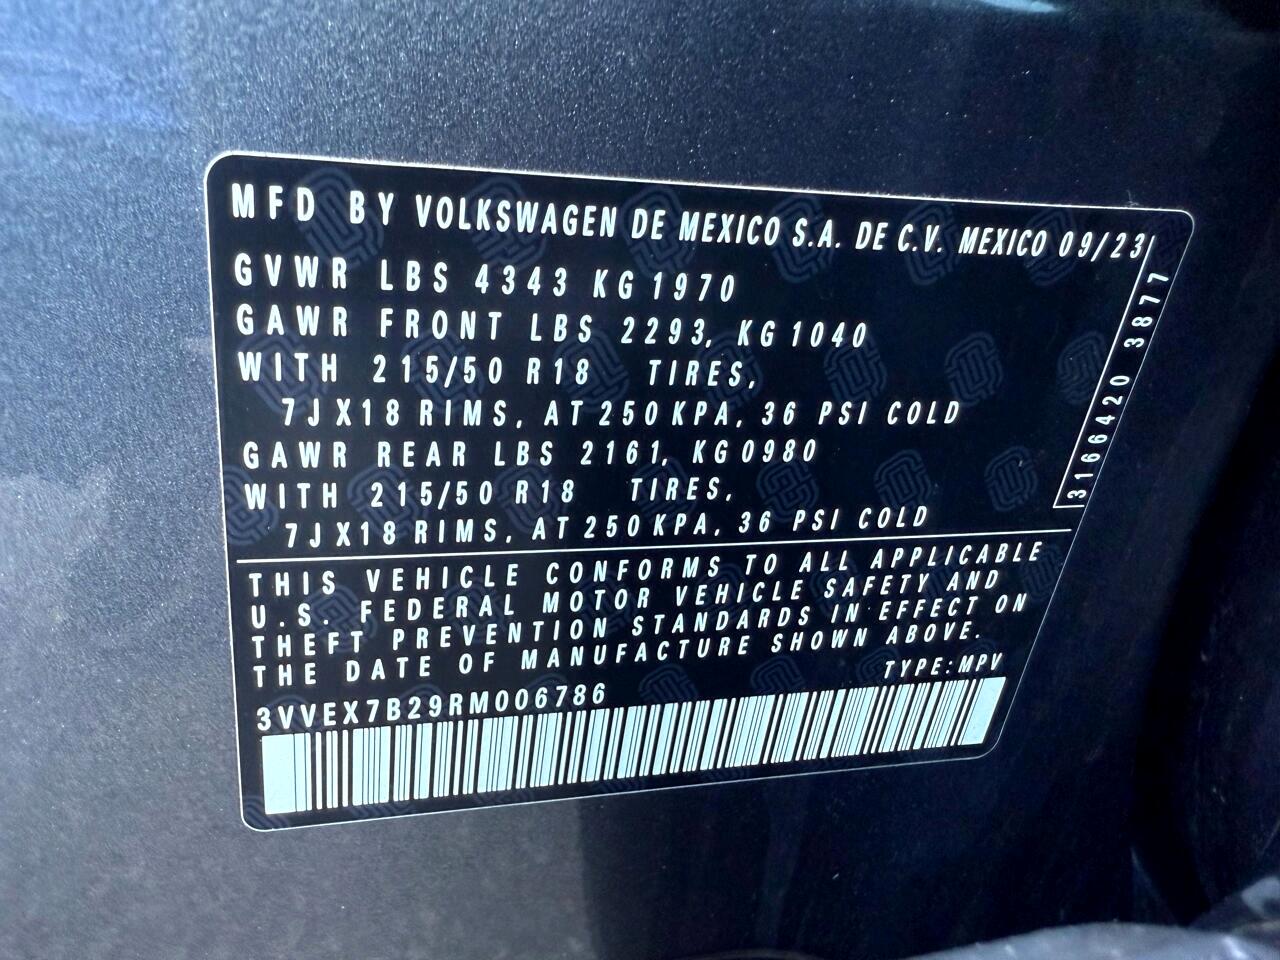 MFD BY VOLKSWAGEN DE MEXICO S.A. DE C.V. MEXICO 09/23
GVWR LBS 4343 KG 1970
GAWR FRONT LBS 2293, KG 1040
WITH 215/50 R18 TIRES,
7JX18 RIMS, AT 250 KPA, 36 PSI COLD
GAWR REAR LBS 2161, KG 0980
WITH 215/50 R18 TIRES,
7JX18 RIMS, AT 250 KPA, 36 PSI COLD
3166420 3877
THIS VEHICLE CONFORMS TO ALL APPLICABLE
U.S. FEDERAL MOTOR VEHICLE SAFETY AND
THEFT PREVENTION STANDARDS IN EFFECT ON
THE DATE OF MANUFACTURE SHOWN ABOVE.
TYPE: MPV
3VVEX7B29RM006786